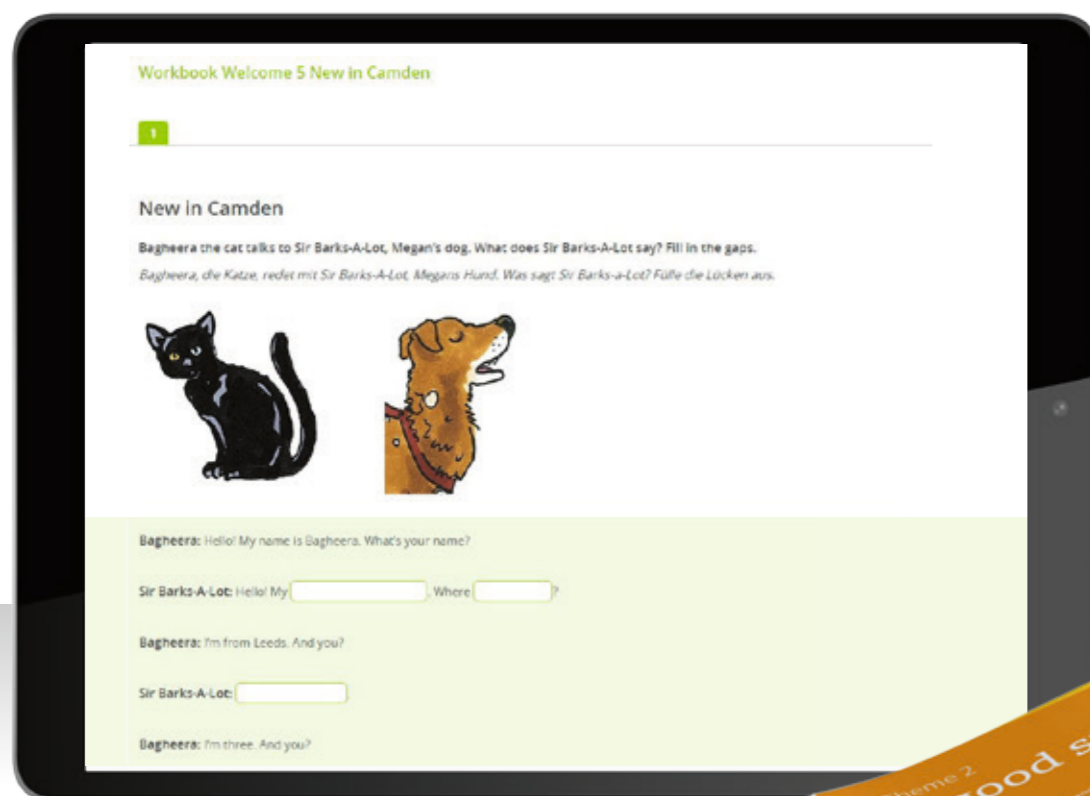 Workbook Welcome 5 New in Camden
1
New in Camden
Bagheera the cat talks to Sir Barks-A-Lot, Megan's dog. What does Sir Barks-A-Lot say? Fill in the gaps.
Bagheera, die Katze, redet mit Sir Barks-A-Lot, Megans Hund. Was sagt Sir Barks-a-Lot? Fülle die Lücken aus.
Bagheera: Hello! My name is Bagheera. What's your name?
Sir Barks-A-Lot: Hello! My . Where ?
Bagheera: I'm from Leeds. And you?
Sir Barks-A-Lot:
Bagheera: I'm three. And you?
Theme 2
good